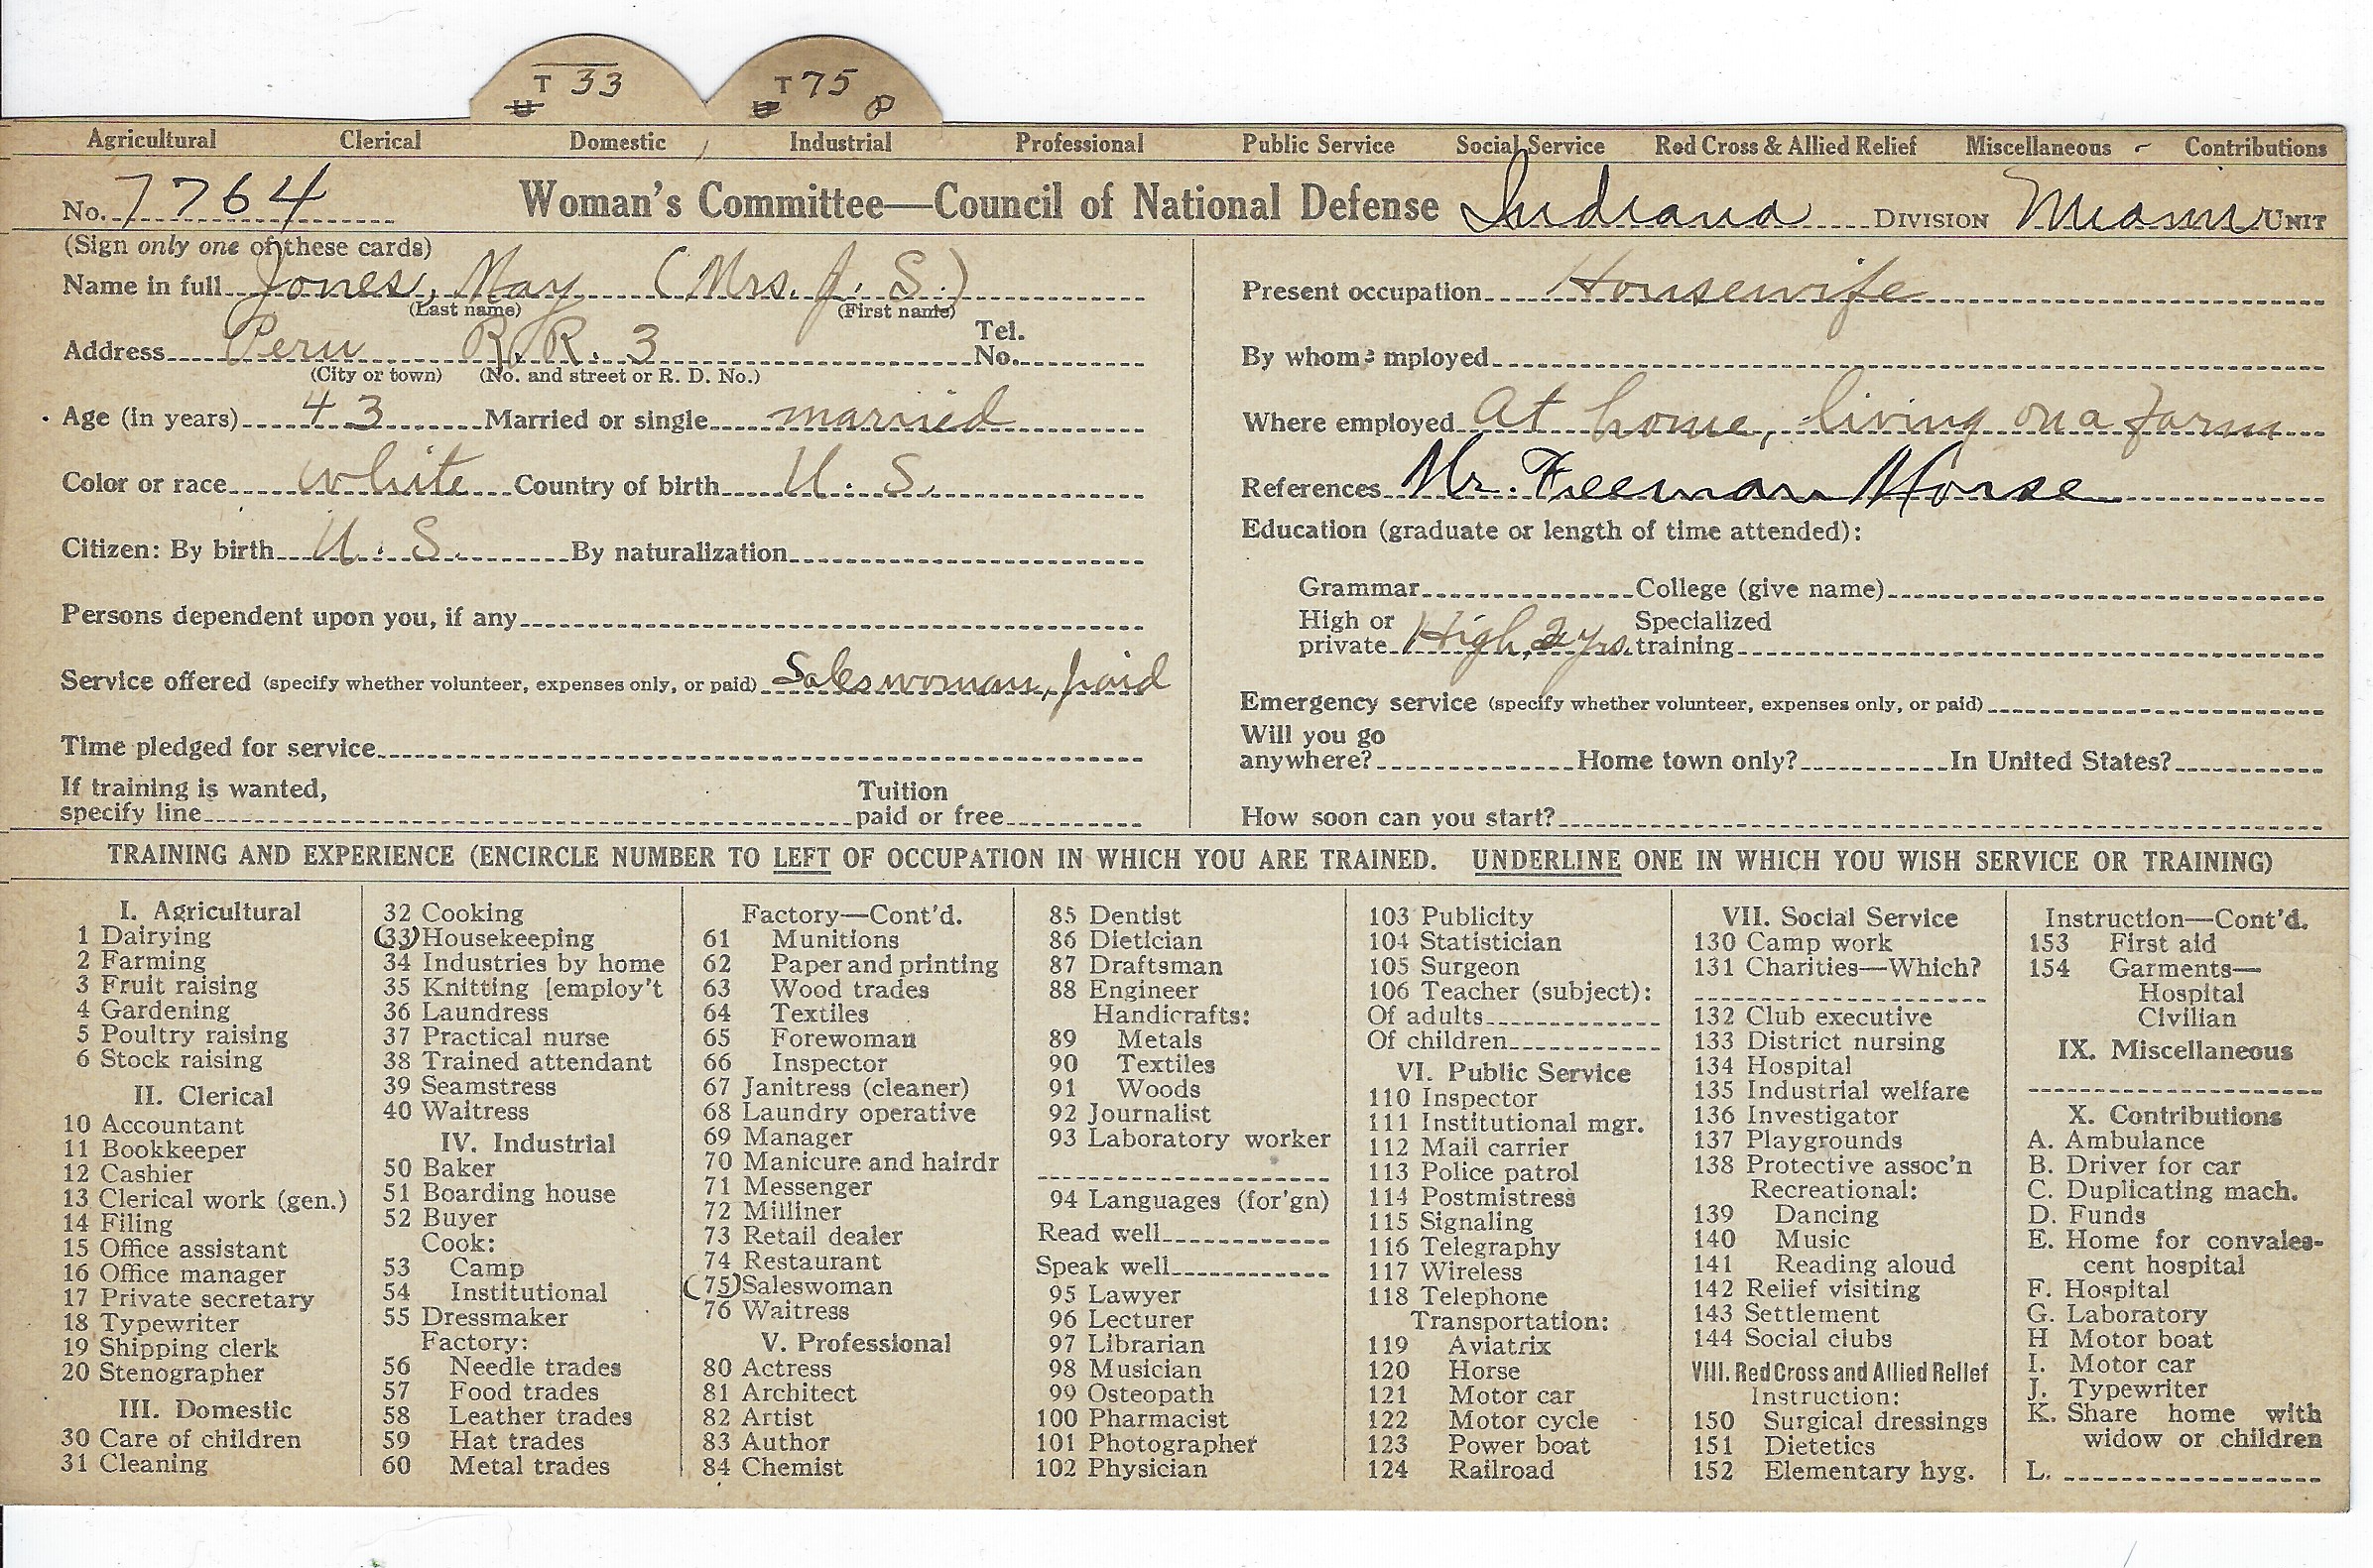 T 33 T 75 P
U U
Agricultural Clerical Domestic Industrial Professional Public Service Social Service Red Cross & Allied Relief Miscellaneous Contributions
No. 7764 Woman's Committee—Council of National Defense Indiana DIVISION Miami UNIT
(Sign only one of these cards)
Name in full Jones, May (Mrs. J. S.)
(Last name) (First name)
Address Peru R. R. 3 Tel. No.
(City or town) (No. and street or R. D. No.)
Age (in years) 43 Married or single married
Color or race white Country of birth U. S.
Citizen: By birth U. S. By naturalization
Persons dependent upon you, if any
Service offered (specify whether volunteer, expenses only, or paid) Saleswoman, paid
Time pledged for service
If training is wanted,
specify line Tuition paid or free
Present occupation Housewife
By whom employed
Where employed At home, living on a farm
References Mr. Freeman Morse
Education (graduate or length of time attended):
Grammar College (give name)
High or private High, 2 yrs. Specialized training
Emergency service (specify whether volunteer, expenses only, or paid)
Will you go
anywhere? Home town only? In United States?
How soon can you start?
TRAINING AND EXPERIENCE (ENCIRCLE NUMBER TO LEFT OF OCCUPATION IN WHICH YOU ARE TRAINED. UNDERLINE ONE IN WHICH YOU WISH SERVICE OR TRAINING)
I. Agricultural
1 Dairying
2 Farming
3 Fruit raising
4 Gardening
5 Poultry raising
6 Stock raising
II. Clerical
10 Accountant
11 Bookkeeper
12 Cashier
13 Clerical work (gen.)
14 Filing
15 Office assistant
16 Office manager
17 Private secretary
18 Typewriter
19 Shipping clerk
20 Stenographer
III. Domestic
30 Care of children
31 Cleaning
32 Cooking
(33) Housekeeping
34 Industries by home
35 Knitting [employ't
36 Laundress
37 Practical nurse
38 Trained attendant
39 Seamstress
40 Waitress
IV. Industrial
50 Baker
51 Boarding house
52 Buyer
Cook:
53 Camp
54 Institutional
55 Dressmaker
Factory:
56 Needle trades
57 Food trades
58 Leather trades
59 Hat trades
60 Metal trades
Factory—Cont'd.
61 Munitions
62 Paper and printing
63 Wood trades
64 Textiles
65 Forewoman
66 Inspector
67 Janitress (cleaner)
68 Laundry operative
69 Manager
70 Manicure and hairdr
71 Messenger
72 Milliner
73 Retail dealer
74 Restaurant
(75) Saleswoman
76 Waitress
V. Professional
80 Actress
81 Architect
82 Artist
83 Author
84 Chemist
85 Dentist
86 Dietician
87 Draftsman
88 Engineer
Handicrafts:
89 Metals
90 Textiles
91 Woods
92 Journalist
93 Laboratory worker
94 Languages (for'gn)
Read well
Speak well
95 Lawyer
96 Lecturer
97 Librarian
98 Musician
99 Osteopath
100 Pharmacist
101 Photographer
102 Physician
103 Publicity
104 Statistician
105 Surgeon
106 Teacher (subject):
Of adults
Of children
VI. Public Service
110 Inspector
111 Institutional mgr.
112 Mail carrier
113 Police patrol
114 Postmistress
115 Signaling
116 Telegraphy
117 Wireless
118 Telephone
Transportation:
119 Aviatrix
120 Horse
121 Motor car
122 Motor cycle
123 Power boat
124 Railroad
VII. Social Service
130 Camp work
131 Charities—Which?
132 Club executive
133 District nursing
134 Hospital
135 Industrial welfare
136 Investigator
137 Playgrounds
138 Protective assoc'n
Recreational:
139 Dancing
140 Music
141 Reading aloud
142 Relief visiting
143 Settlement
144 Social clubs
VIII. Red Cross and Allied Relief
Instruction:
150 Surgical dressings
151 Dietetics
152 Elementary hyg.
Instruction—Cont'd.
153 First aid
154 Garments—
Hospital
Civilian
IX. Miscellaneous
X. Contributions
A. Ambulance
B. Driver for car
C. Duplicating mach.
D. Funds
E. Home for convales-
cent hospital
F. Hospital
G. Laboratory
H Motor boat
I. Motor car
J. Typewriter
K. Share home with
widow or children
L.